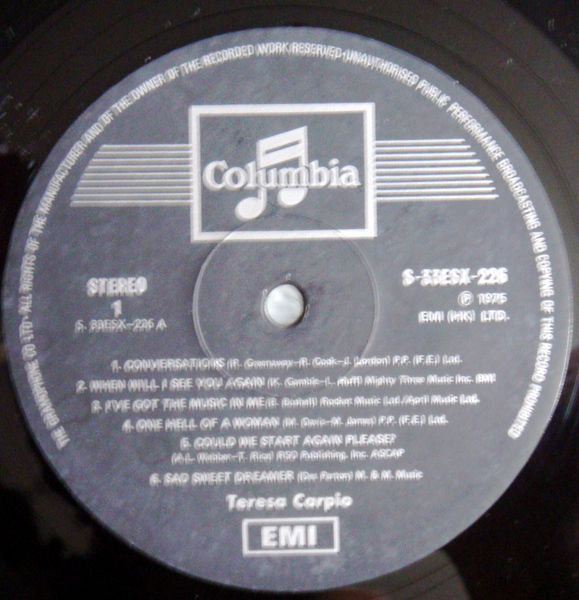 THE GRAMOPHONE CO LTD · ALL RIGHTS OF THE MANUFACTURER AND OF THE OWNER OF THE RECORDED WORK RESERVED · UNAUTHORISED PUBLIC PERFORMANCE BROADCASTING AND COPYING OF THIS RECORD PROHIBITED
Columbia
STEREO
1
S. 33ESX-226 A
S-33ESX-226
℗ 1975
EMI (HK) LTD.
1. CONVERSATIONS (R. Greenaway-R. Cook-J. Gordon) P.P. (F.E.) Ltd.
2. WHEN WILL I SEE YOU AGAIN (K. Gamble-L. Huff) Mighty Three Music Inc. BMI
3. I'VE GOT THE MUSIC IN ME (B. Boshell) Rocket Music Ltd./April Music Ltd.
4. ONE HELL OF A WOMAN (M. Davis-M. James) P.P. (F.E.) Ltd.
5. COULD WE START AGAIN PLEASE?
(A.L. Webber-T. Rice) RSO Publishing, Inc. ASCAP
6. SAD SWEET DREAMER (Des Parton) M. & M. Music
Teresa Carpio
EMI